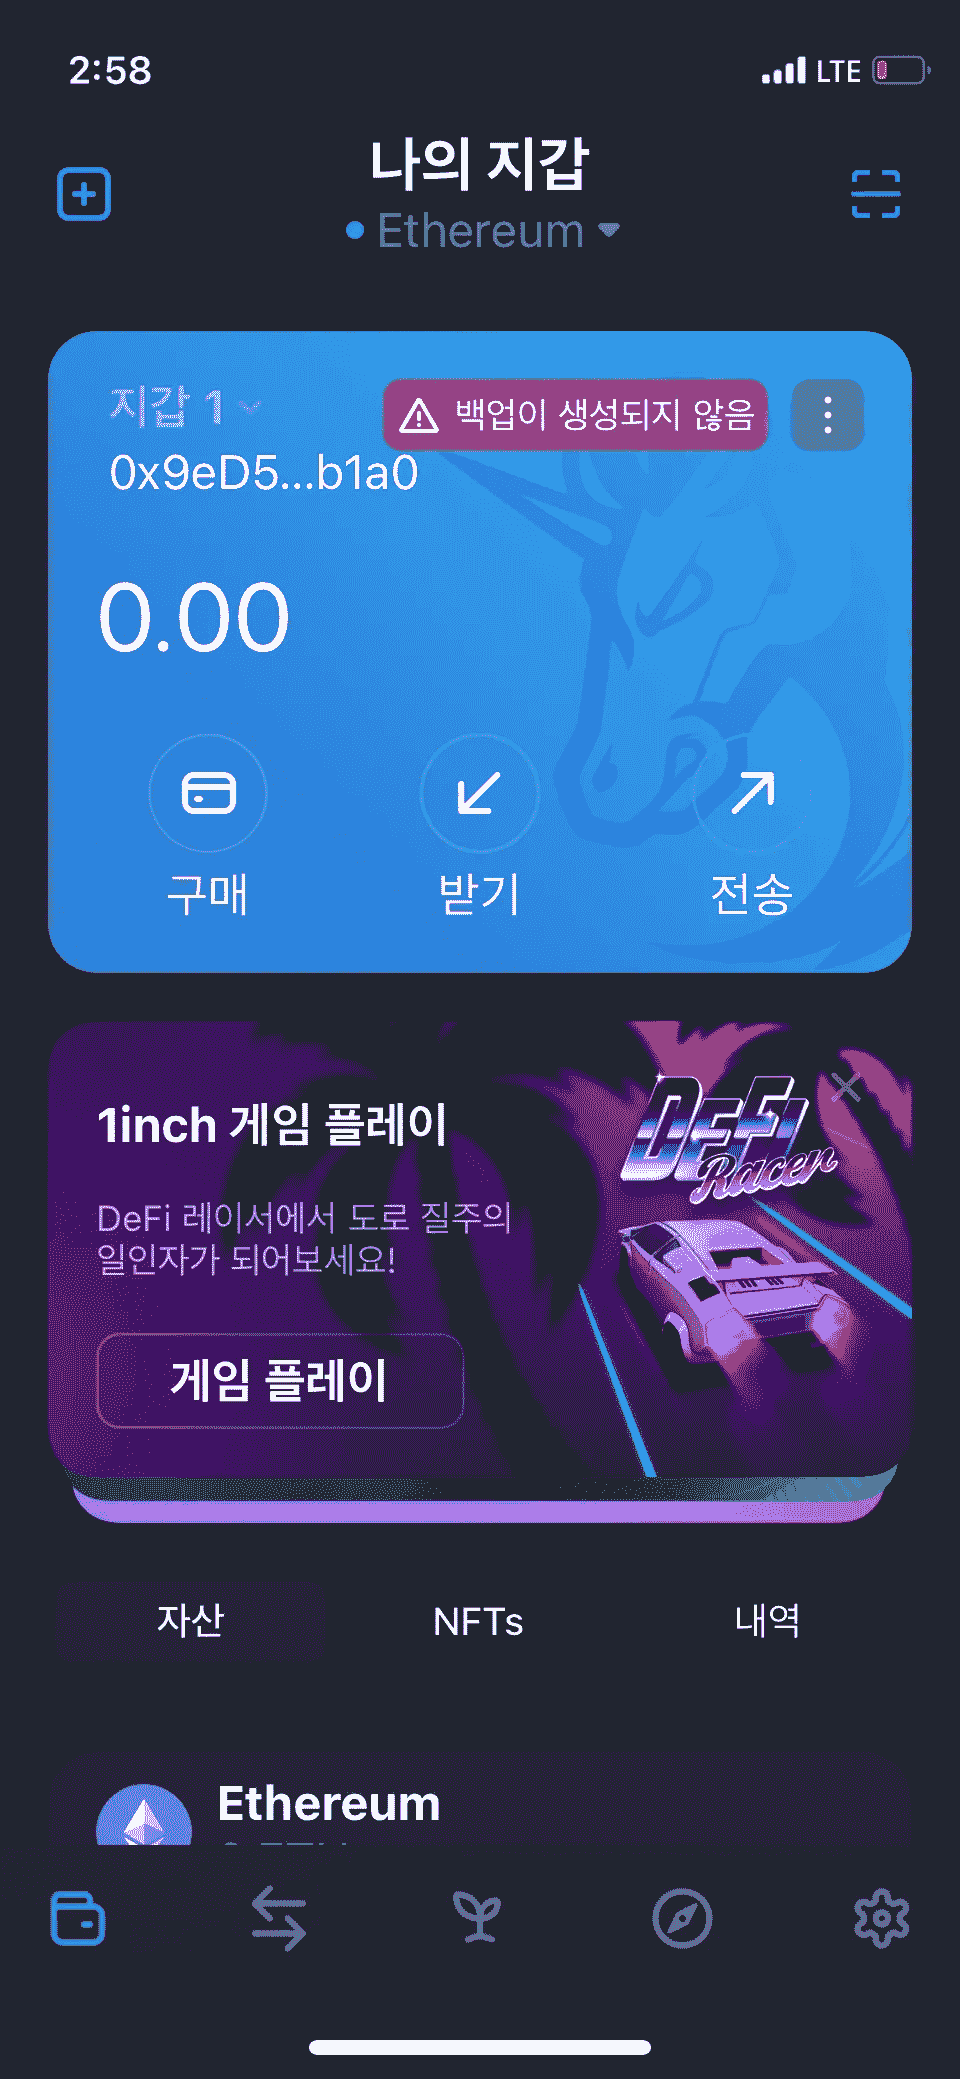 2:58
LTE
나의 지갑
Ethereum
지갑 1
백업이 생성되지 않음
0x9eD5...b1a0
0.00
구매
받기
전송
DeFi
Racer
1inch 게임 플레이
DeFi 레이서에서 도로 질주의
일인자가 되어보세요!
게임 플레이
자산
NFTs
내역
Ethereum